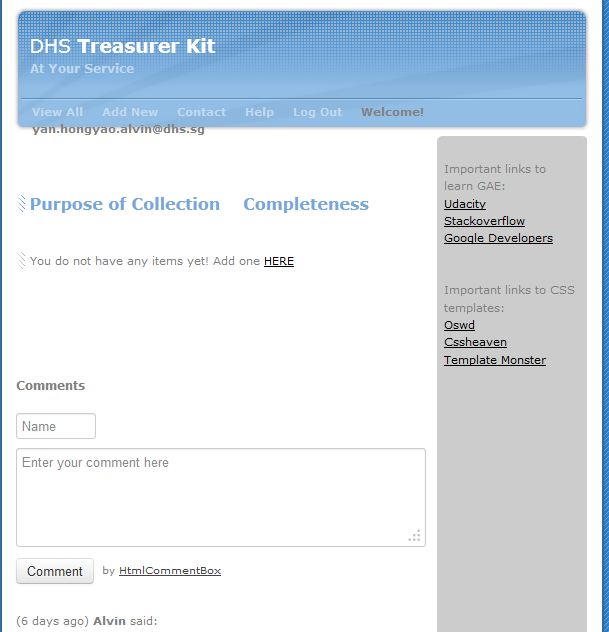 DHS Treasurer Kit
At Your Service
View All Add New Contact Help Log Out Welcome!
yan.hongyao.alvin@dhs.sg
Purpose of Collection Completeness
You do not have any items yet! Add one HERE
Important links to
learn GAE:
Udacity
Stackoverflow
Google Developers
Important links to CSS
templates:
Oswd
Cssheaven
Template Monster
Comments
Name
Enter your comment here
Comment by HtmlCommentBox
(6 days ago) Alvin said: